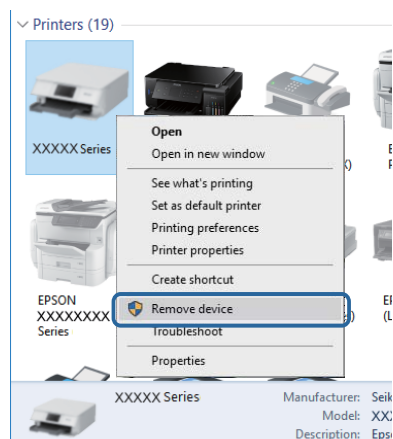 Printers (19)
XXXXX Series
Open
Open in new window
See what's printing
Set as default printer
Printing preferences
Printer properties
Create shortcut
Remove device
Troubleshoot
Properties
EPSON
XXXXXXXX
Series
XXXXX Series
Manufacturer:
Model:
Description: